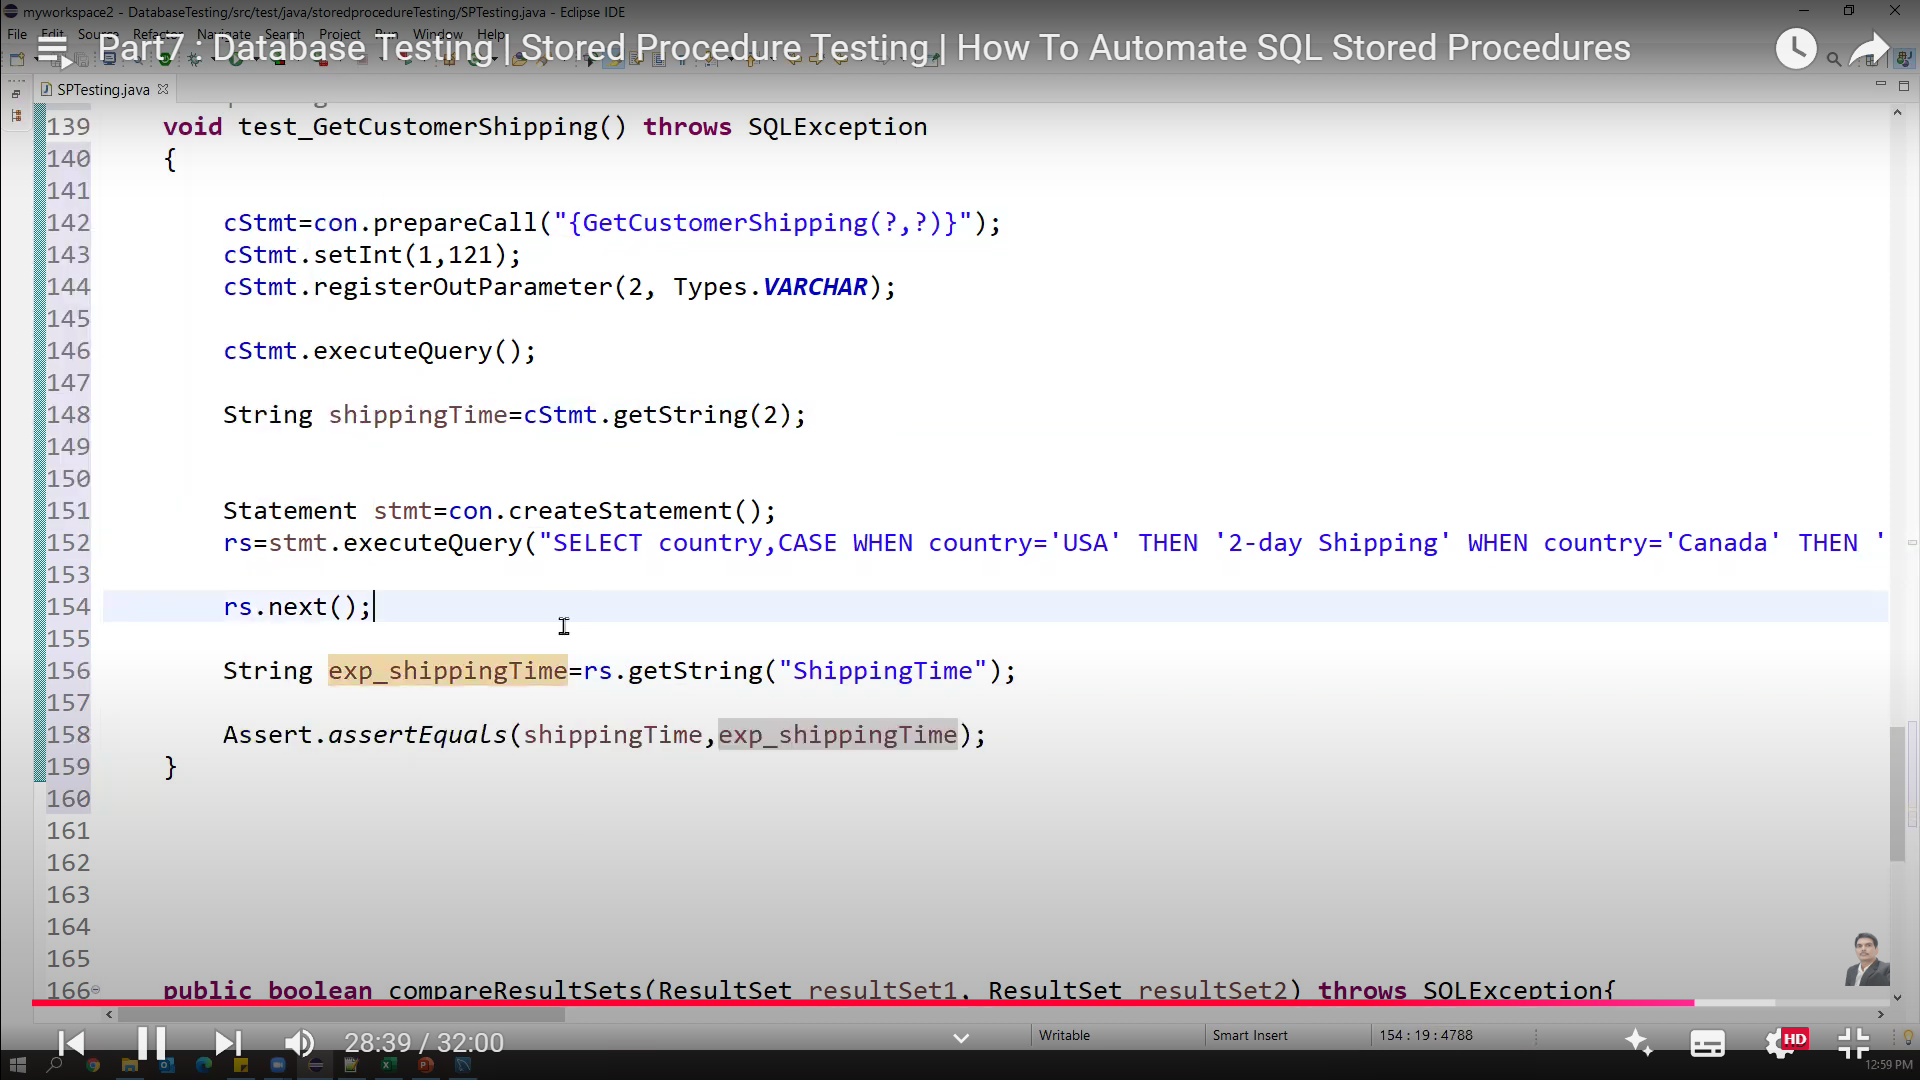 myworkspace2 - DatabaseTesting/src/test/java/storedprocedureTesting/SPTesting.java - Eclipse IDE
File Edit Source Refactor Navigate Search Project Run Window Help
Part7 : Database Testing | Stored Procedure Testing | How To Automate SQL Stored Procedures
SPTesting.java
139 void test_GetCustomerShipping() throws SQLException
140 {
141
142 cStmt=con.prepareCall("{GetCustomerShipping(?,?)}");
143 cStmt.setInt(1,121);
144 cStmt.registerOutParameter(2, Types.VARCHAR);
145
146 cStmt.executeQuery();
147
148 String shippingTime=cStmt.getString(2);
149
150
151 Statement stmt=con.createStatement();
152 rs=stmt.executeQuery("SELECT country,CASE WHEN country='USA' THEN '2-day Shipping' WHEN country='Canada' THEN '
153
154 rs.next();
155
156 String exp_shippingTime=rs.getString("ShippingTime");
157
158 Assert.assertEquals(shippingTime,exp_shippingTime);
159 }
160
161
162
163
164
165
166 public boolean compareResultSets(ResultSet resultSet1, ResultSet resultSet2) throws SQLException{
Writable Smart Insert 154 : 19 : 4788
28:39 / 32:00
HD
12:59 PM